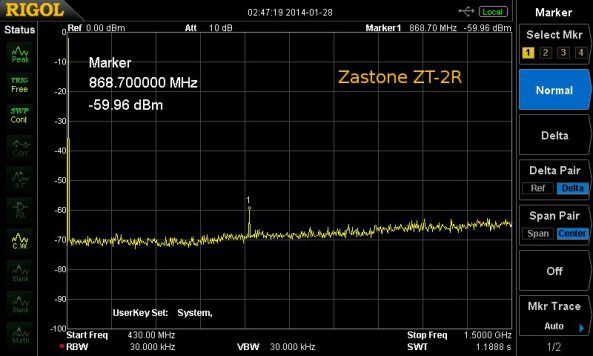 RIGOL
02:47:19 2014-01-28
Local
Marker
Status
Ref 0.00 dBm Att 10 dB Marker1 868.70 MHz -59.96 dBm
Select Mkr
1 2 3 4
Peak
TRIG
Free
SWP
Cont
Corr
S.T.
PA
C.W.
Blank
Blank
Math
0
-10
-20
-30
-40
-50
-60
-70
-80
-90
-100
Marker
868.700000 MHz
-59.96 dBm
Zastone ZT-2R
1
UserKey Set: System,
Start Freq 430.00 MHz Stop Freq 1.5000 GHz
RBW 30.000 kHz VBW 30.000 kHz SWT 1.1888 s
Normal
Delta
Delta Pair
Ref Delta
Span Pair
Span Center
Off
Mkr Trace
Auto
1/2